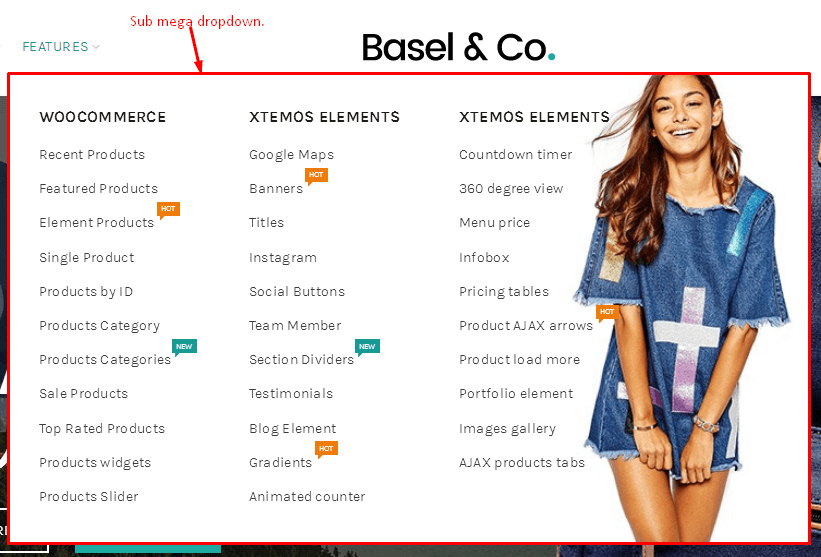 Sub mega dropdown.
FEATURES
Basel & Co.
WOOCOMMERCE
Recent Products
Featured Products
Element Products HOT
Single Product
Products by ID
Products Category
Products Categories NEW
Sale Products
Top Rated Products
Products widgets
Products Slider
XTEMOS ELEMENTS
Google Maps
Banners HOT
Titles
Instagram
Social Buttons
Team Member
Section Dividers NEW
Testimonials
Blog Element
Gradients HOT
Animated counter
XTEMOS ELEMENTS
Countdown timer
360 degree view
Menu price
Infobox
Pricing tables
Product AJAX arrows HOT
Product load more
Portfolio element
Images gallery
AJAX products tabs